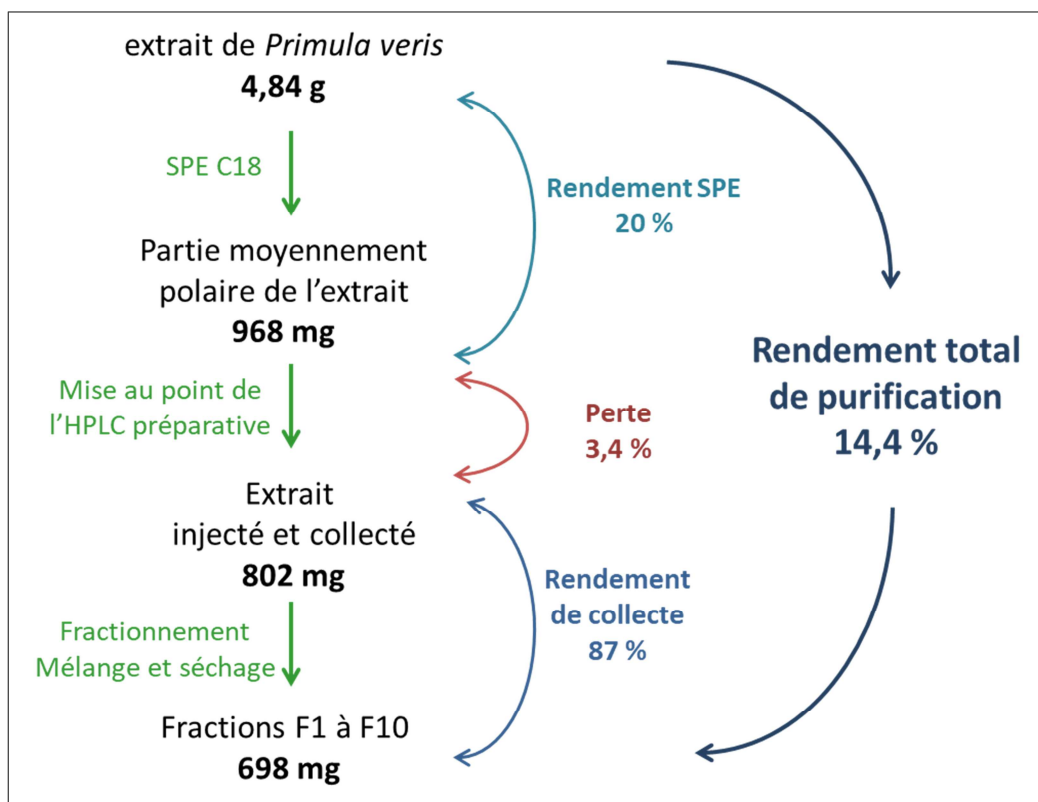 extrait de Primula veris
4,84 g
SPE C18
Rendement SPE
20 %
Partie moyennement
polaire de l’extrait
968 mg
Mise au point de
l’HPLC préparative
Perte
3,4 %
Rendement total
de purification
14,4 %
Extrait
injecté et collecté
802 mg
Rendement
de collecte
87 %
Fractionnement
Mélange et séchage
Fractions F1 à F10
698 mg